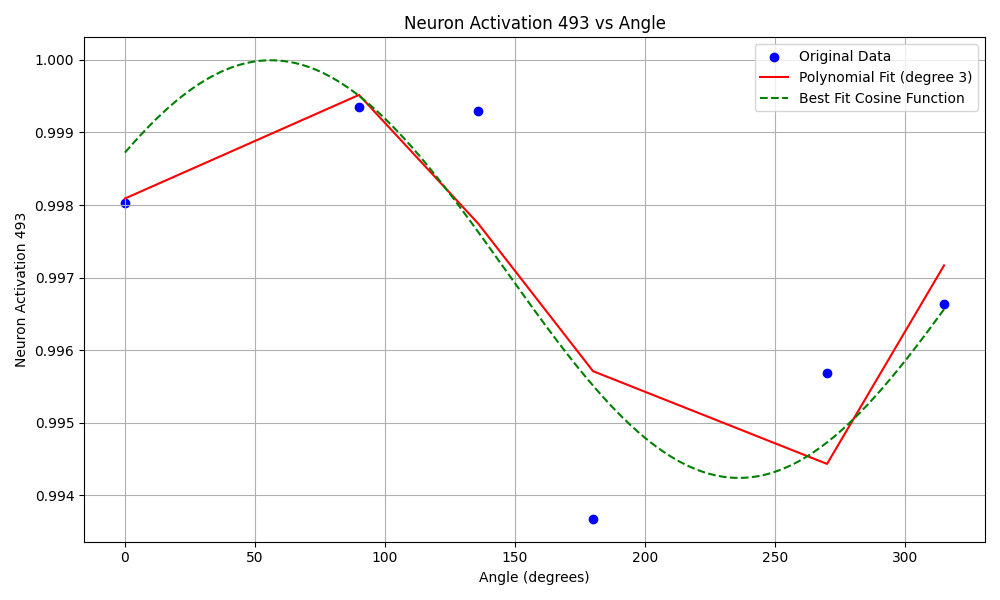 Neuron Activation 493 vs Angle
Original Data
Polynomial Fit (degree 3)
Best Fit Cosine Function
Neuron Activation 493
1.000
0.999
0.998
0.997
0.996
0.995
0.994
0 50 100 150 200 250 300
Angle (degrees)